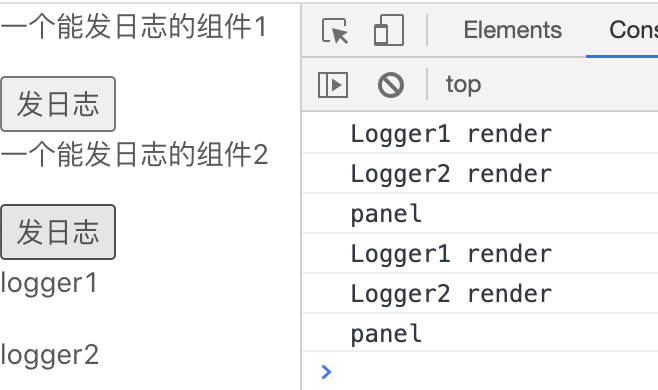 一个能发日志的组件1
发日志
一个能发日志的组件2
发日志
logger1
logger2
Elements
Cons
top
Logger1 render
Logger2 render
panel
Logger1 render
Logger2 render
panel